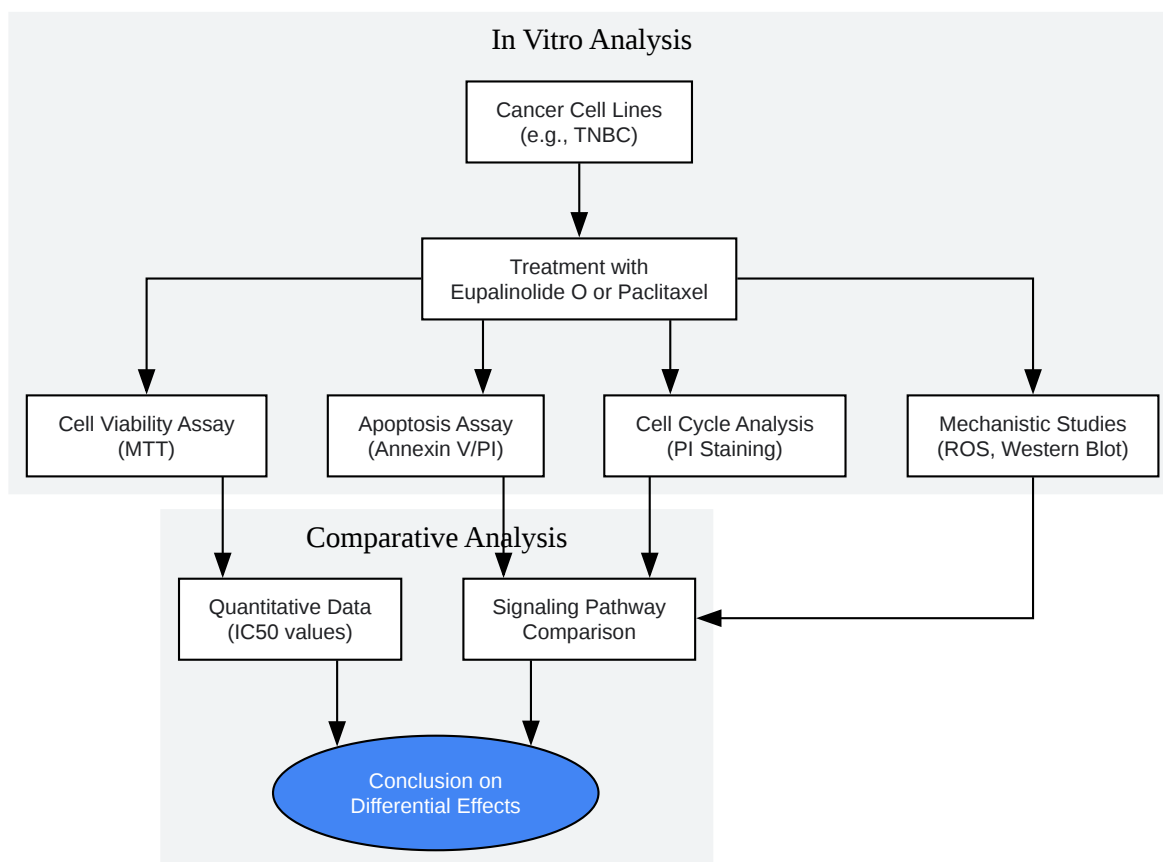 In Vitro Analysis
Cancer Cell Lines
(e.g., TNBC)
Treatment with
Eupalinolide O or Paclitaxel
Cell Viability Assay
(MTT)
Apoptosis Assay
(Annexin V/PI)
Cell Cycle Analysis
(PI Staining)
Mechanistic Studies
(ROS, Western Blot)
Comparative Analysis
Quantitative Data
(IC50 values)
Signaling Pathway
Comparison
Conclusion on
Differential Effects